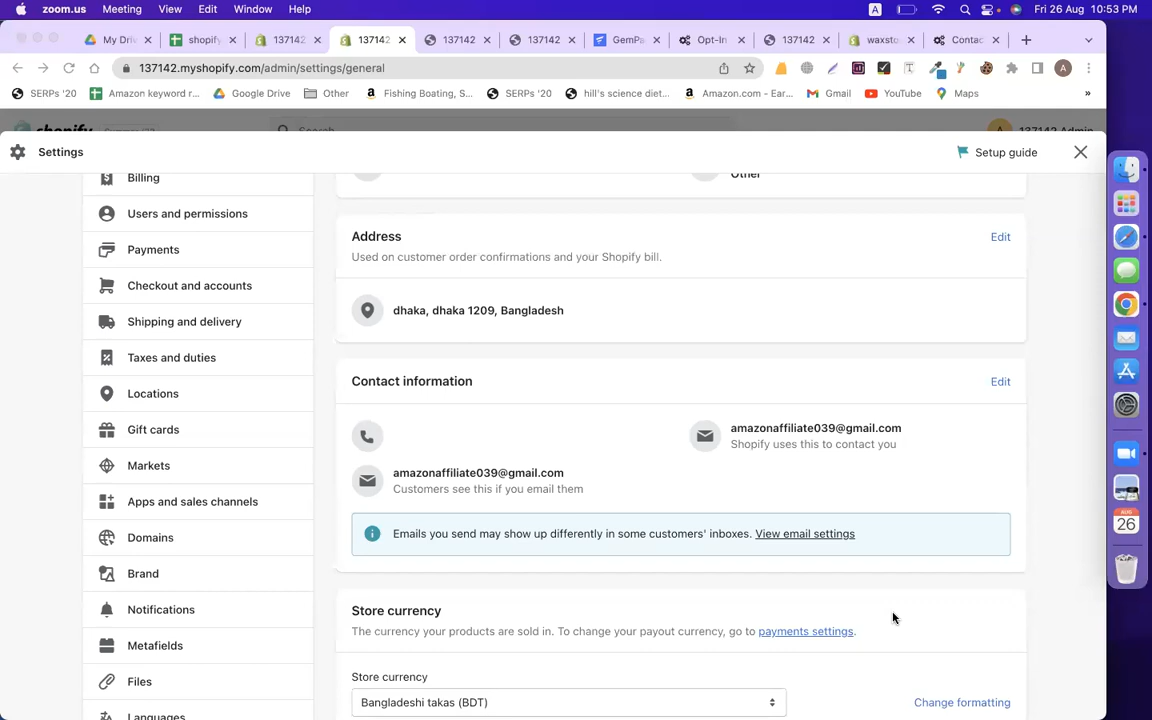 zoom.us Meeting View Edit Window Help A Fri 26 Aug 10:53 PM
My Dri shopify 137142 137142 137142 137142 GemPa Opt-In 137142 waxsto Contac
137142.myshopify.com/admin/settings/general A
SERPs '20 Amazon keyword r... Google Drive Other Fishing Boating, S... SERPs '20 hill's science diet... Amazon.com - Ear... Gmail YouTube Maps »
shopify Search 137142 Admin
Settings Setup guide
Billing
Other
Users and permissions
Address Edit
Payments
Used on customer order confirmations and your Shopify bill.
Checkout and accounts
dhaka, dhaka 1209, Bangladesh
Shipping and delivery
Taxes and duties
Contact information Edit
Locations
Gift cards
amazonaffiliate039@gmail.com
Shopify uses this to contact you
Markets
amazonaffiliate039@gmail.com
Customers see this if you email them
Apps and sales channels
Domains
Emails you send may show up differently in some customers' inboxes. View email settings
Brand
Notifications
Store currency
The currency your products are sold in. To change your payout currency, go to payments settings.
Metafields
Store currency
Files
Bangladeshi takas (BDT) Change formatting
Languages
AUG
26